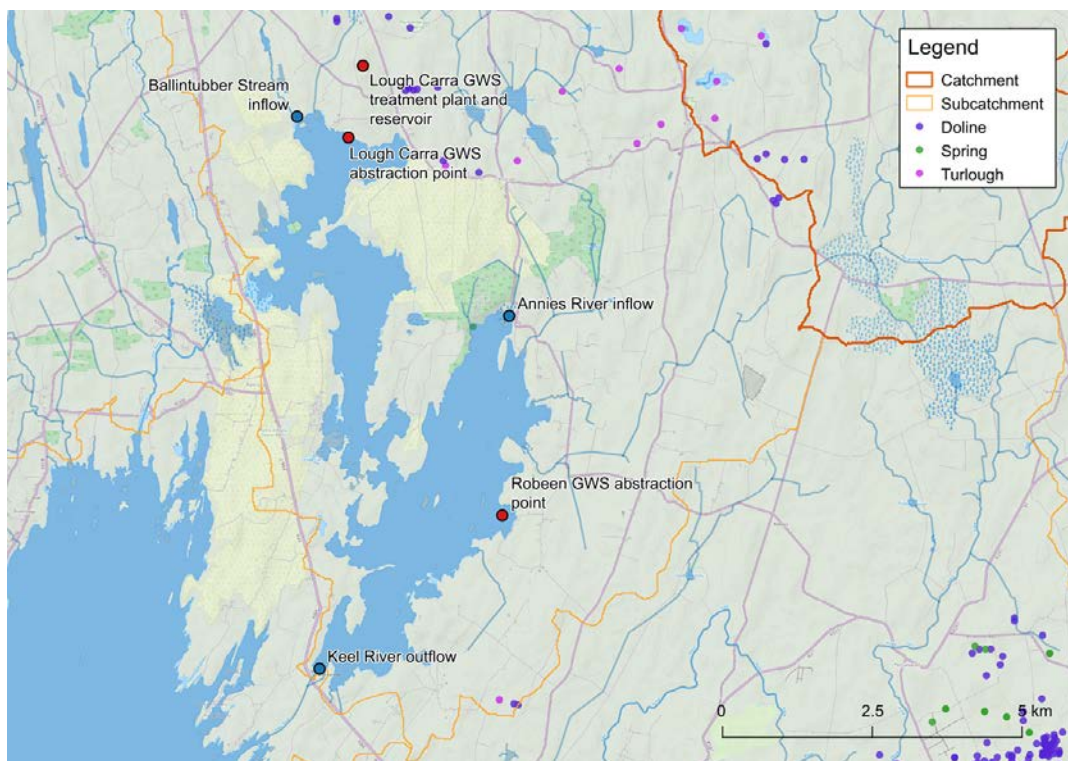 Ballintubber Stream
inflow
Lough Carra GWS
treatment plant and
reservoir
Lough Carra GWS
abstraction point
Annies River inflow
Robeen GWS abstraction
point
Keel River outflow
Legend
Catchment
Subcatchment
Doline
Spring
Turlough
0 2.5 5 km